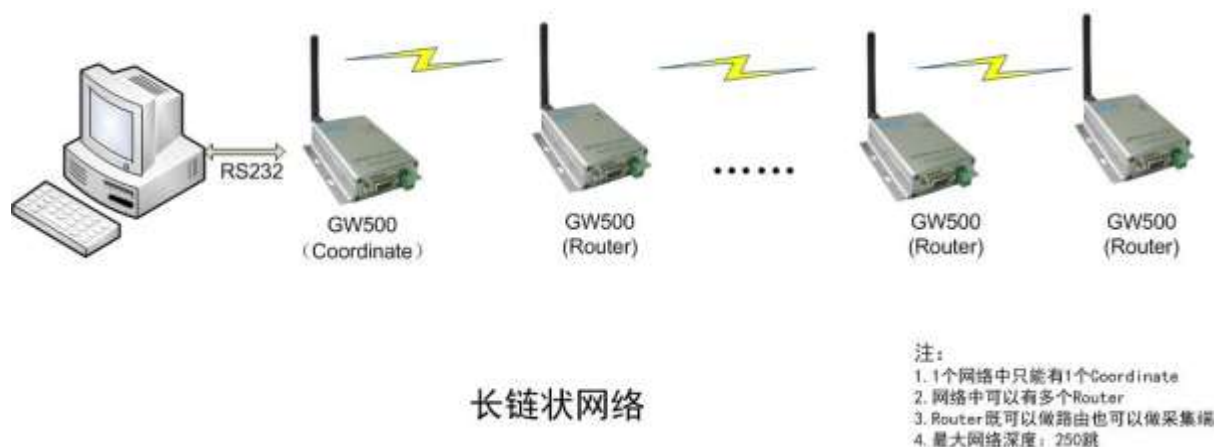 RS232
GW500
(Coordinate)
GW500
(Router)
......
GW500
(Router)
GW500
(Router)
长链状网络
注：
1.1个网络中只能有1个Coordinate
2.网络中可以有多个Router
3.Router既可以做路由也可以做采集端
4.最大网络深度：250跳